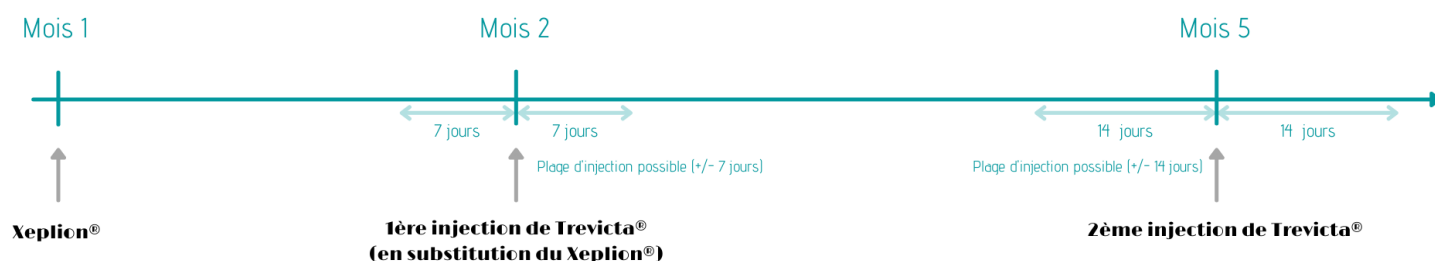 Mois 1
Mois 2
Mois 5
7 jours
7 jours
14 jours
14 jours
Plage d'injection possible (+/- 7 jours)
Plage d'injection possible (+/- 14 jours)
Xeplion®
1ère injection de Trevicta®
(en substitution du Xeplion®)
2ème injection de Trevicta®